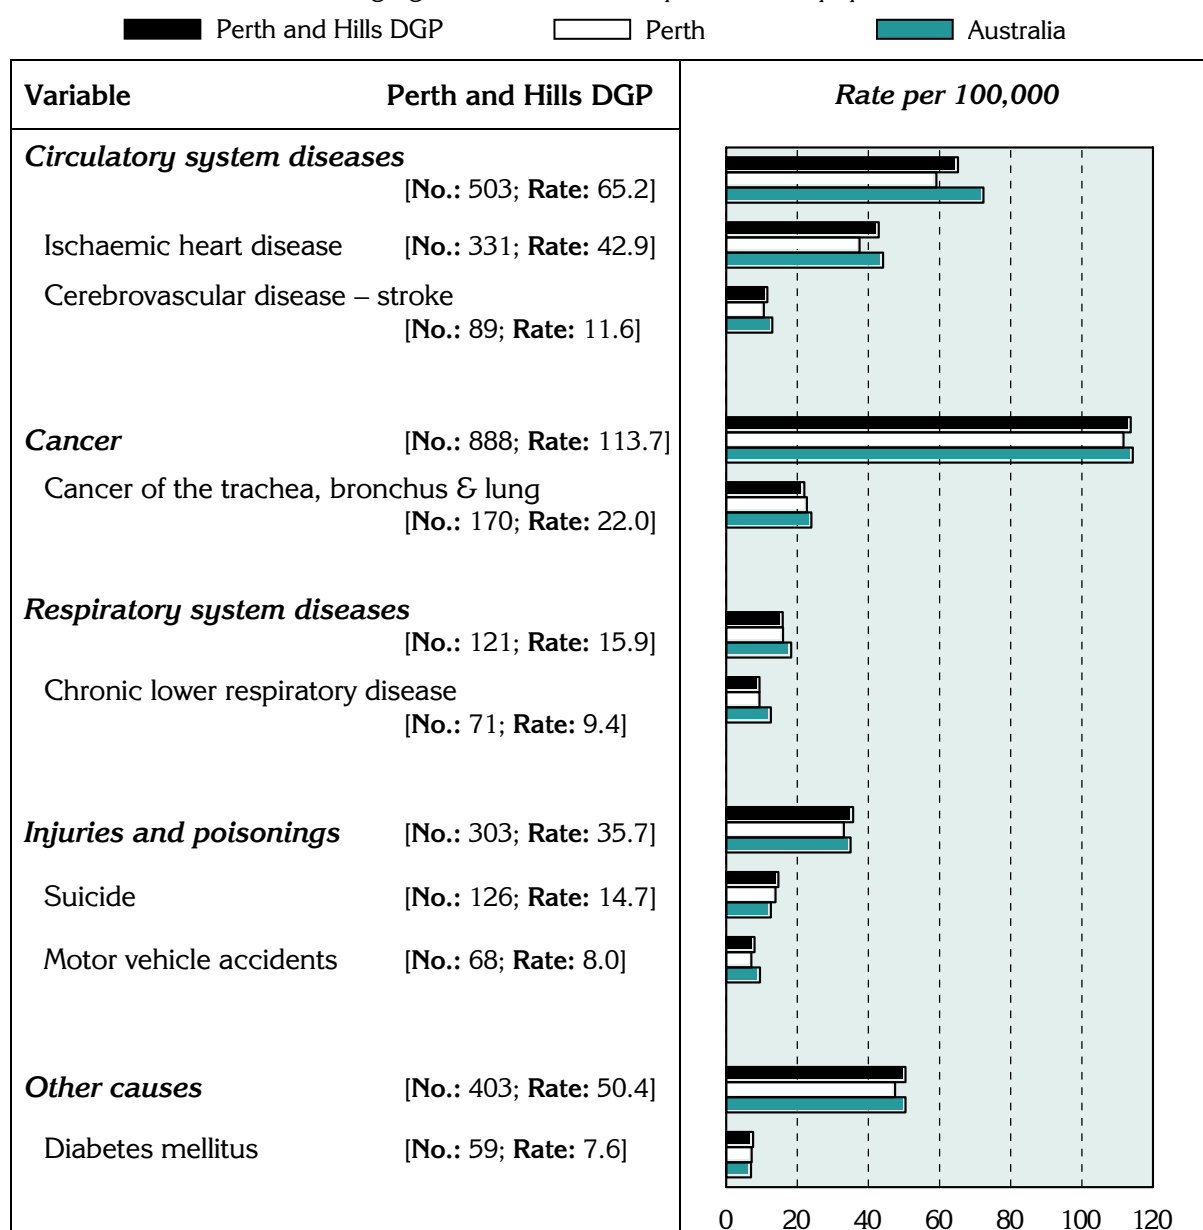 Perth and Hills DGP Perth Australia
Variable Perth and Hills DGP Rate per 100,000
Circulatory system diseases
[No.: 503; Rate: 65.2]
Ischaemic heart disease [No.: 331; Rate: 42.9]
Cerebrovascular disease – stroke
[No.: 89; Rate: 11.6]
Cancer [No.: 888; Rate: 113.7]
Cancer of the trachea, bronchus & lung
[No.: 170; Rate: 22.0]
Respiratory system diseases
[No.: 121; Rate: 15.9]
Chronic lower respiratory disease
[No.: 71; Rate: 9.4]
Injuries and poisonings [No.: 303; Rate: 35.7]
Suicide [No.: 126; Rate: 14.7]
Motor vehicle accidents [No.: 68; Rate: 8.0]
Other causes [No.: 403; Rate: 50.4]
Diabetes mellitus [No.: 59; Rate: 7.6]
0 20 40 60 80 100 120